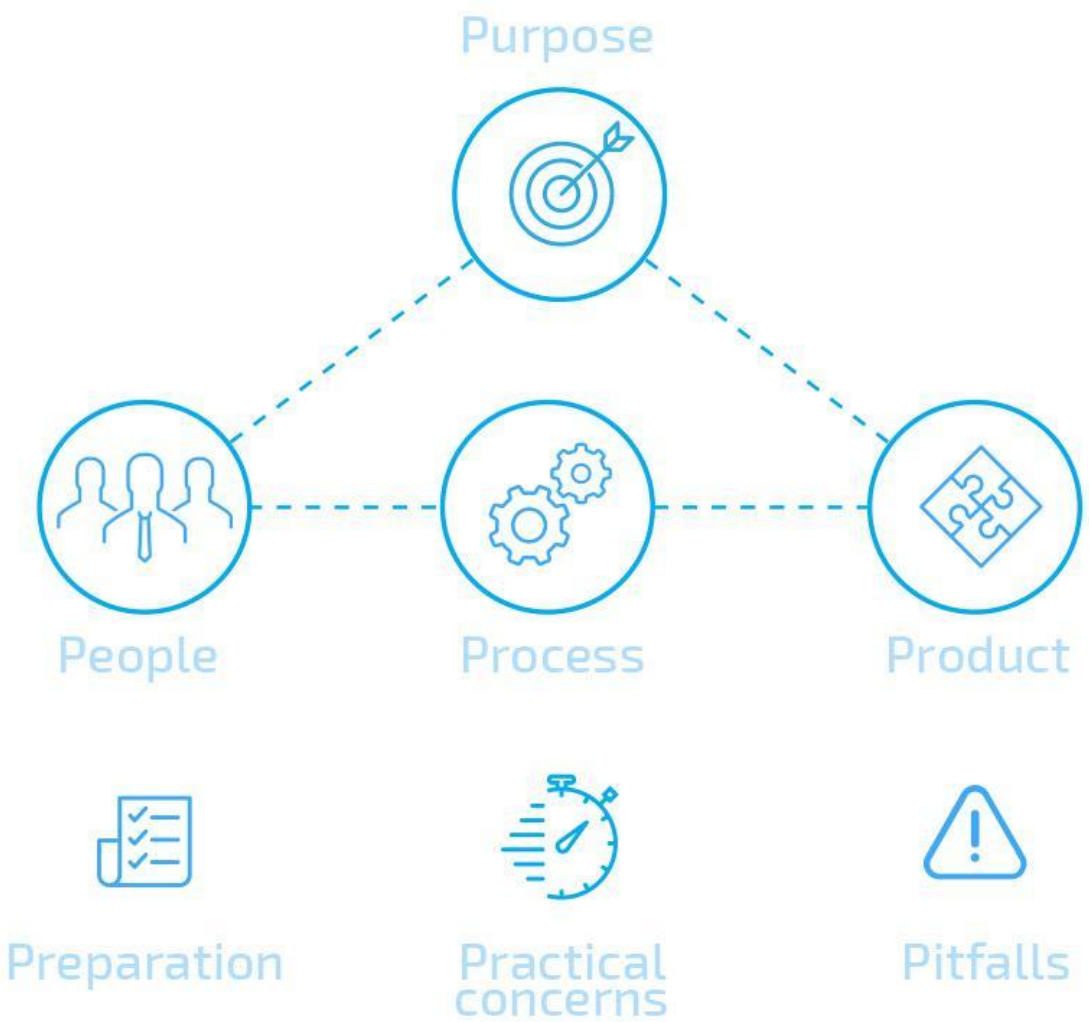 Purpose
People
Process
Product
Preparation
Practical
concerns
Pitfalls